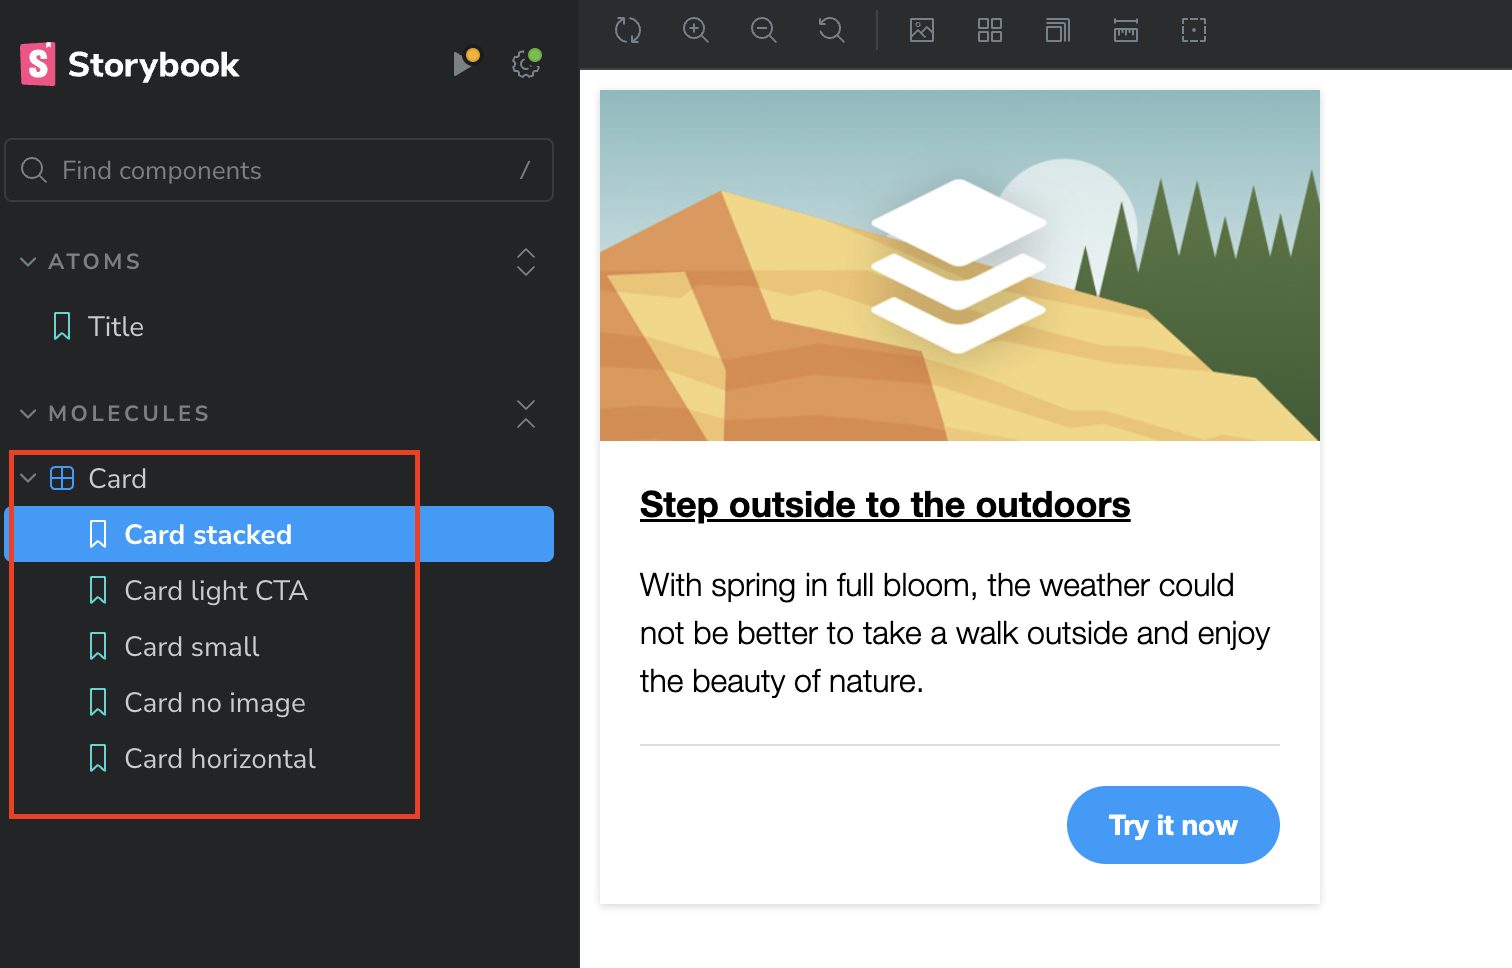 Storybook
Find components /
ATOMS
Title
MOLECULES
Card
Card stacked
Card light CTA
Card small
Card no image
Card horizontal
Step outside to the outdoors
With spring in full bloom, the weather could
not be better to take a walk outside and enjoy
the beauty of nature.
Try it now